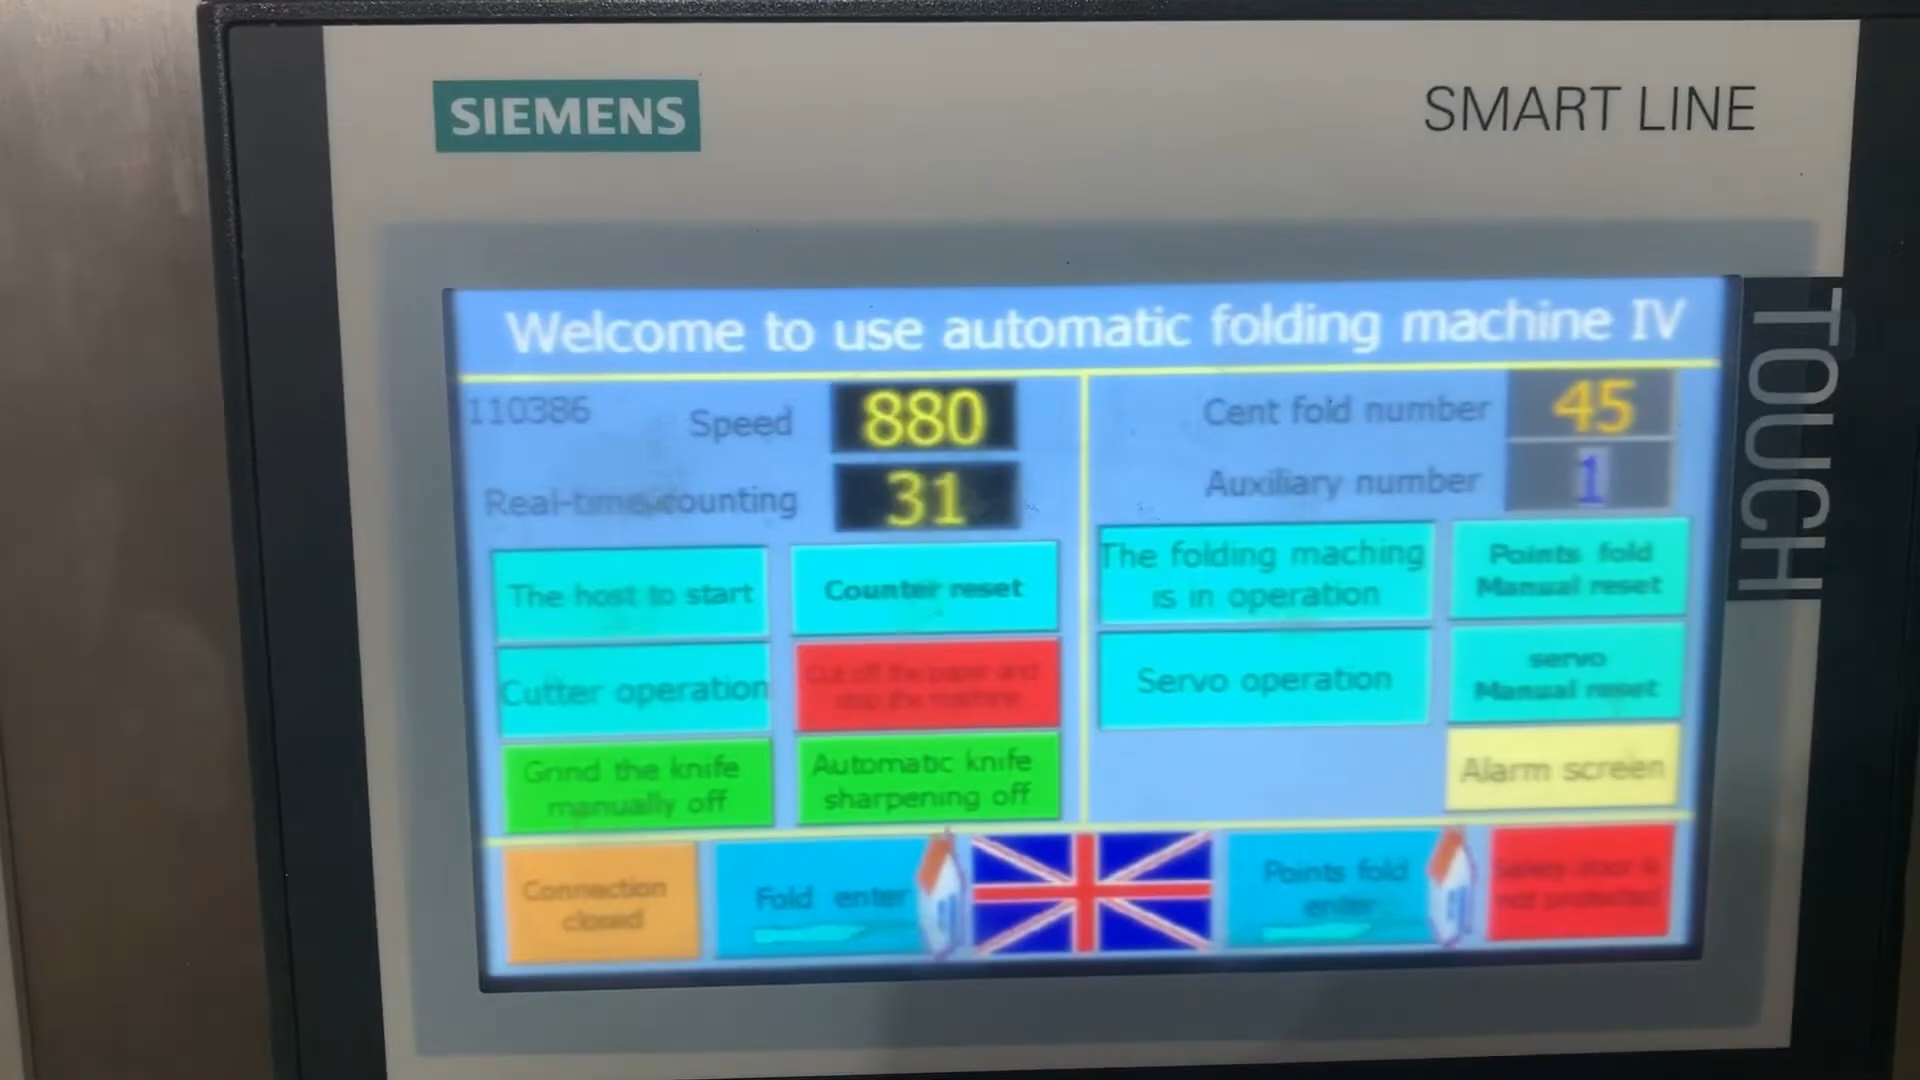 SIEMENS
SMART LINE
TOUCH
Welcome to use automatic folding machine IV
110386
Speed
880
Real-time counting
31
Cent fold number
45
Auxiliary number
1
The host to start
Counter reset
The folding maching
is in operation
Points fold
Manual reset
Cutter operation
Cut off the paper and
stop the machine
Servo operation
servo
Manual reset
Grind the knife
manually off
Automatic knife
sharpening off
Alarm screen
Connection
closed
Fold enter
Points fold
enter
Safety door is
not protected